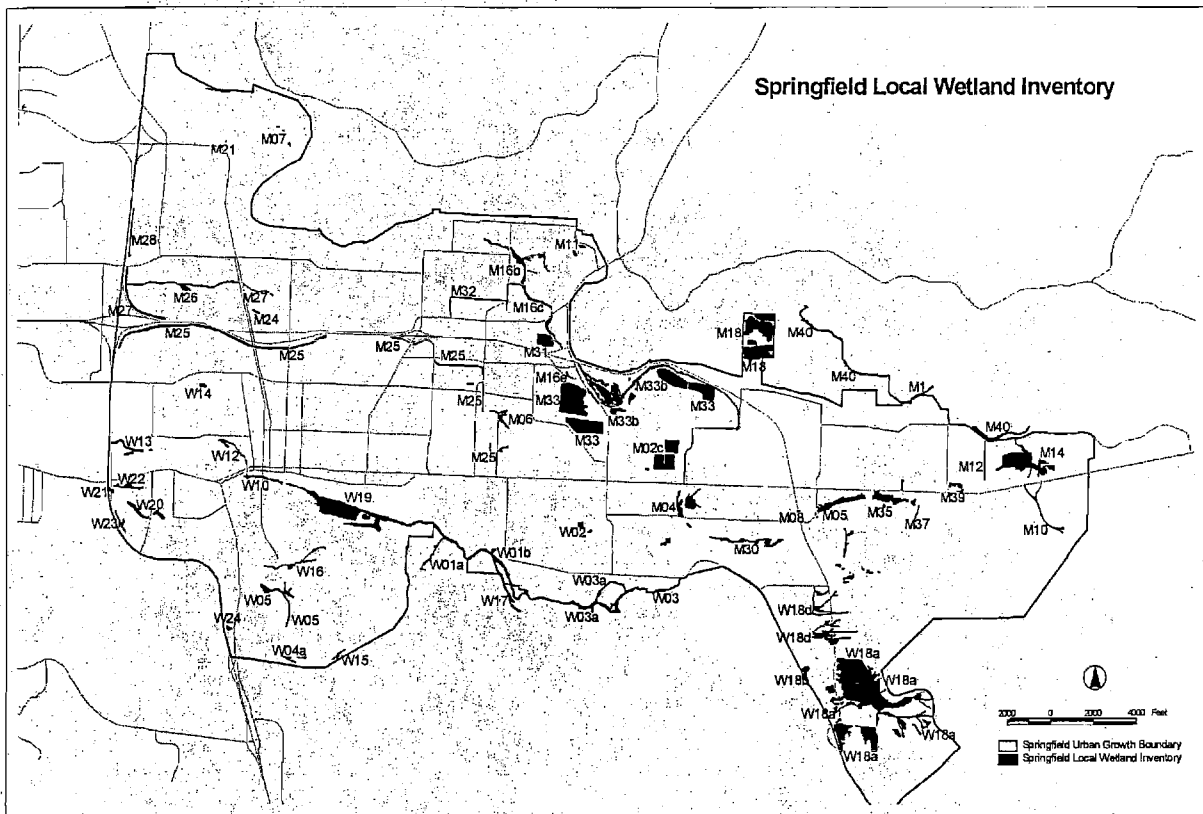 Springfield Local Wetland Inventory
M07
M21
M28
M11
M16b
M26
M27
M32
M27
M24
M16c
M18
M40
M25
M25
M25
M31
M25
M18
M40
M1
M33b
W14
M25
M33
M33
M06
M33b
M40
W13
M33
W12
M25
M02c
M12
M14
W22
W10
W21
W20
W19
M39
M04
M05
M35
W23
W02
M37
M10
M30
W01b
W16
W01a
W03a
W03
W05
W17
W05
W03a
W18d
W24
W18d
W04a
W15
W18a
W18a
W18b
W18a
W18a
W18a
2000 0 2000 4000 Feet
Springfield Urban Growth Boundary
Springfield Local Wetland Inventory